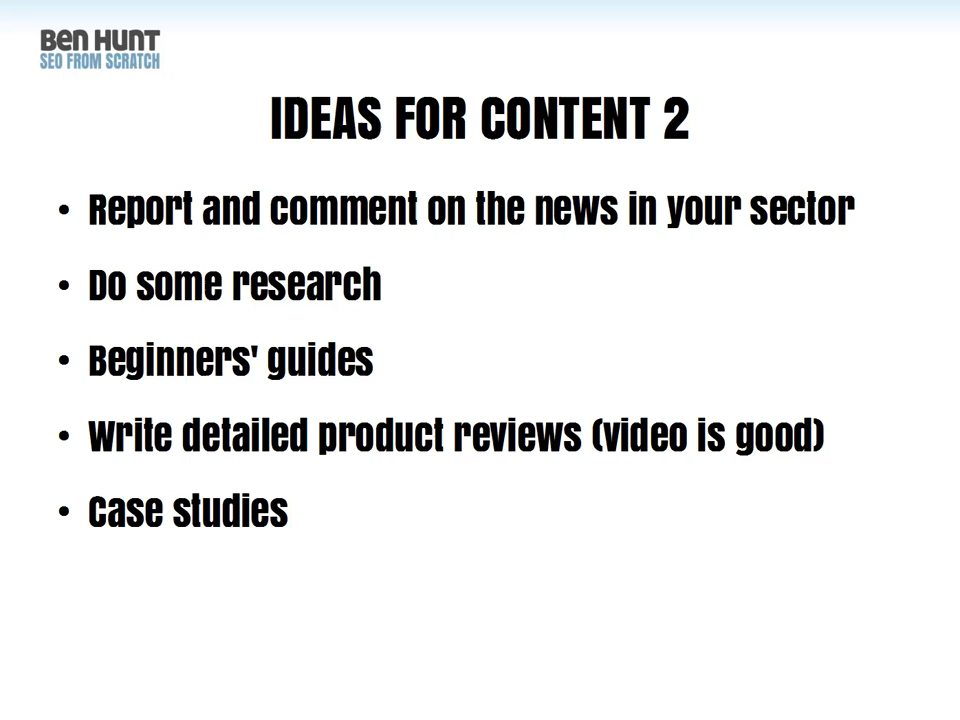 Ben Hunt
SEO FROM SCRATCH
IDEAS FOR CONTENT 2
• Report and comment on the news in your sector
• Do some research
• Beginners' guides
• Write detailed product reviews (video is good)
• Case studies